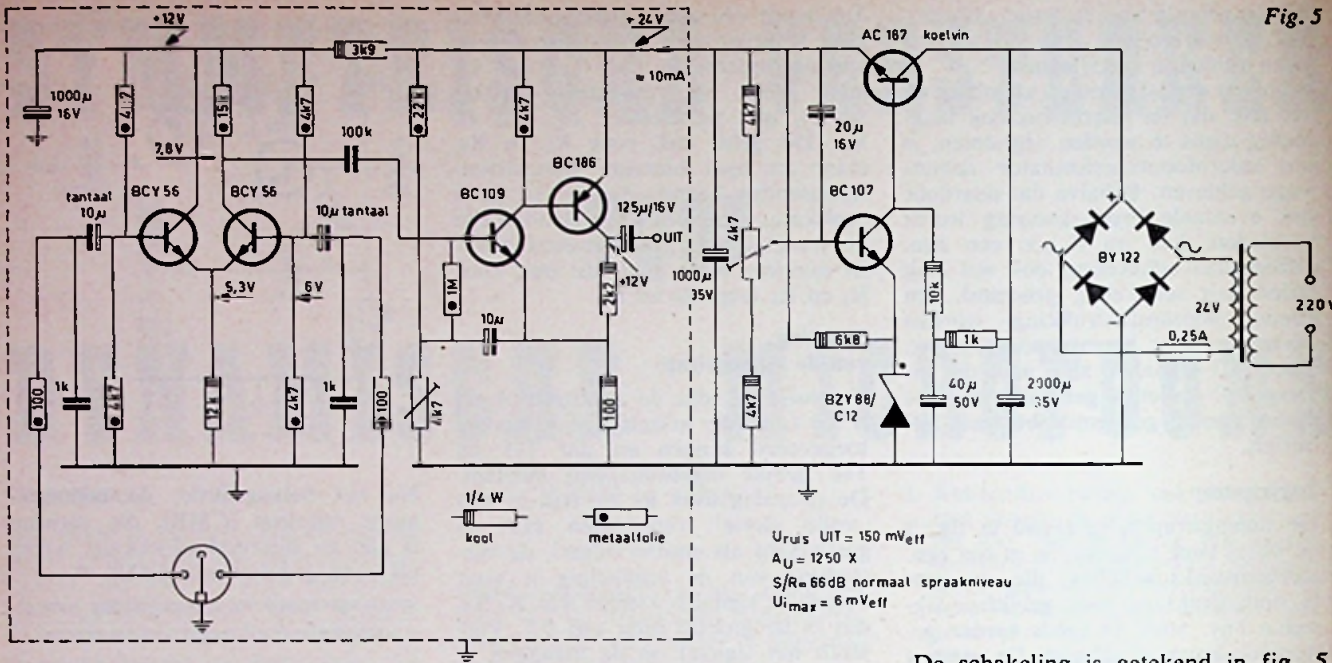 Fig. 5
+12V
+24V
AC 187 koelvin
3k9
≈ 10mA
1000µ
16V
4k7
15k
4k7
100k
22k
4k7
4k7
20µ
16V
7,8V
BC186
BC 107
tantaal
10µ
BCY 56
BCY 56
10µ tantaal
BC 109
125µ/16V
UIT
4k7
BY 122
+
5,3V
6V
+12V
1000µ
35V
10k
24V
220V
1M
2k2
10µ
6k8
1k
0,25A
100
1k
4k7
12k
4k7
1k
100
4k7
100
4k7
BZY 88/
C12
40µ
50V
35V
1/4 W
kool
metaalfolie
Uruis UIT = 150 mVeff
AU = 1250 X
S/R= 66dB normaal spraakniveau
Uimax = 6 mVeff
De schakeling is getekend in fig. 5